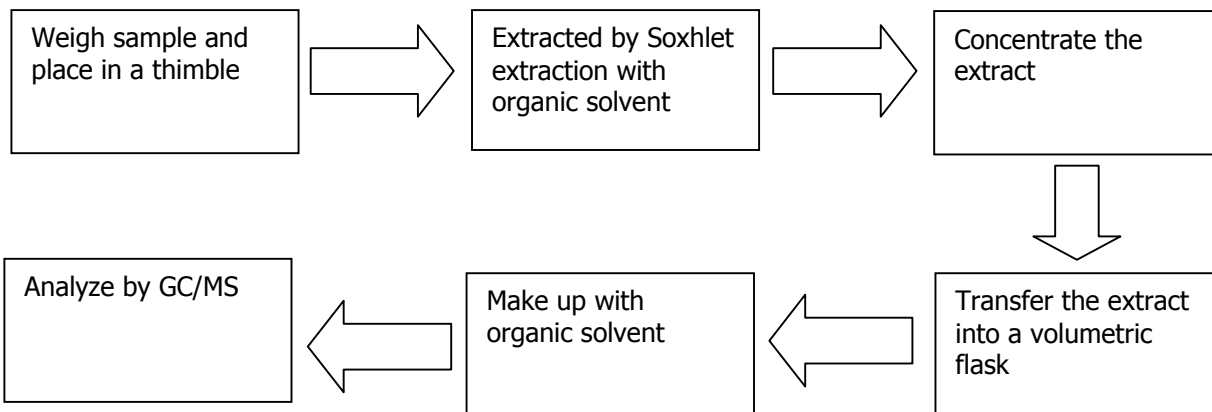 Weigh sample and
place in a thimble
Extracted by Soxhlet
extraction with
organic solvent
Concentrate the
extract
Transfer the extract
into a volumetric
flask
Make up with
organic solvent
Analyze by GC/MS